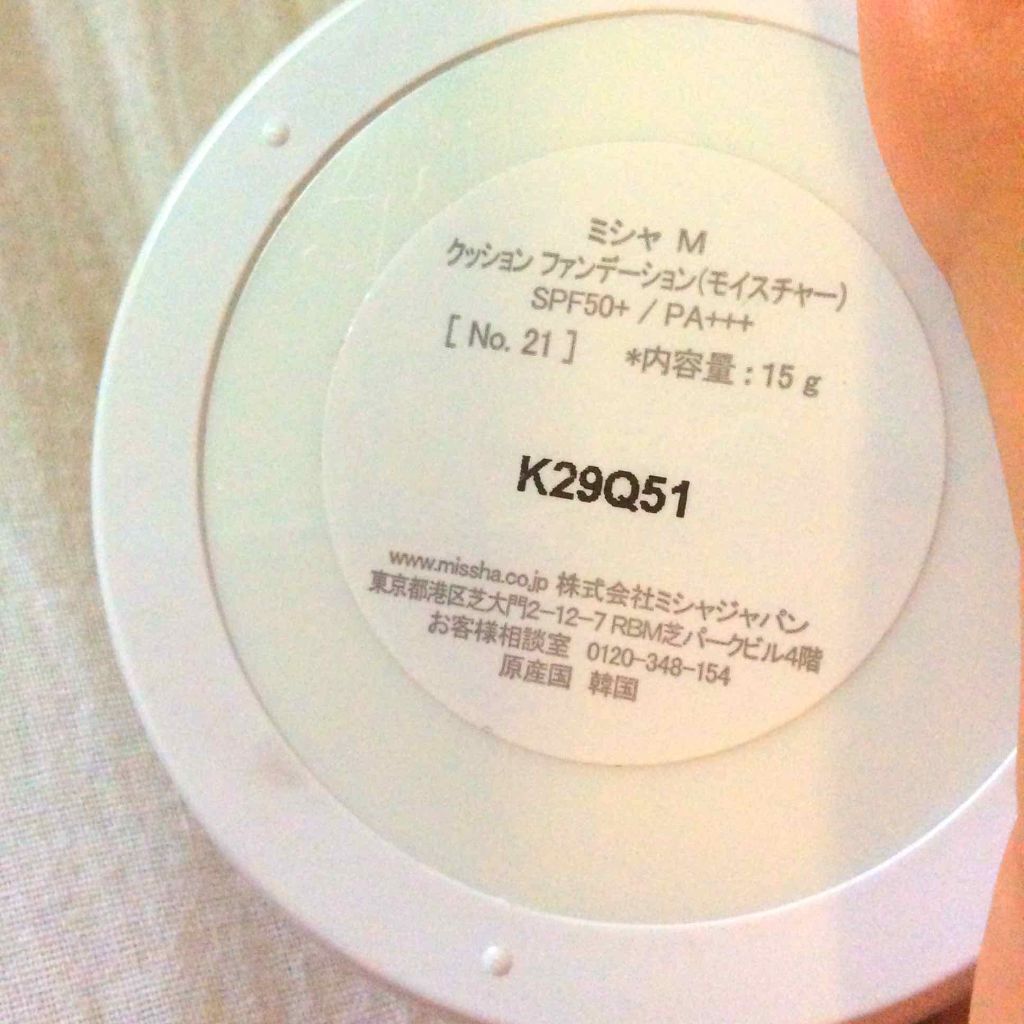 ミシャ M
クッション ファンデーション(モイスチャー)
SPF50+ / PA+++
[ No. 21 ] *内容量 : 15 g
K29Q51
www.missha.co.jp 株式会社ミシャジャパン
東京都港区芝大門2-12-7 RBM芝パークビル4階
お客様相談室 0120-348-154
原産国 韓国